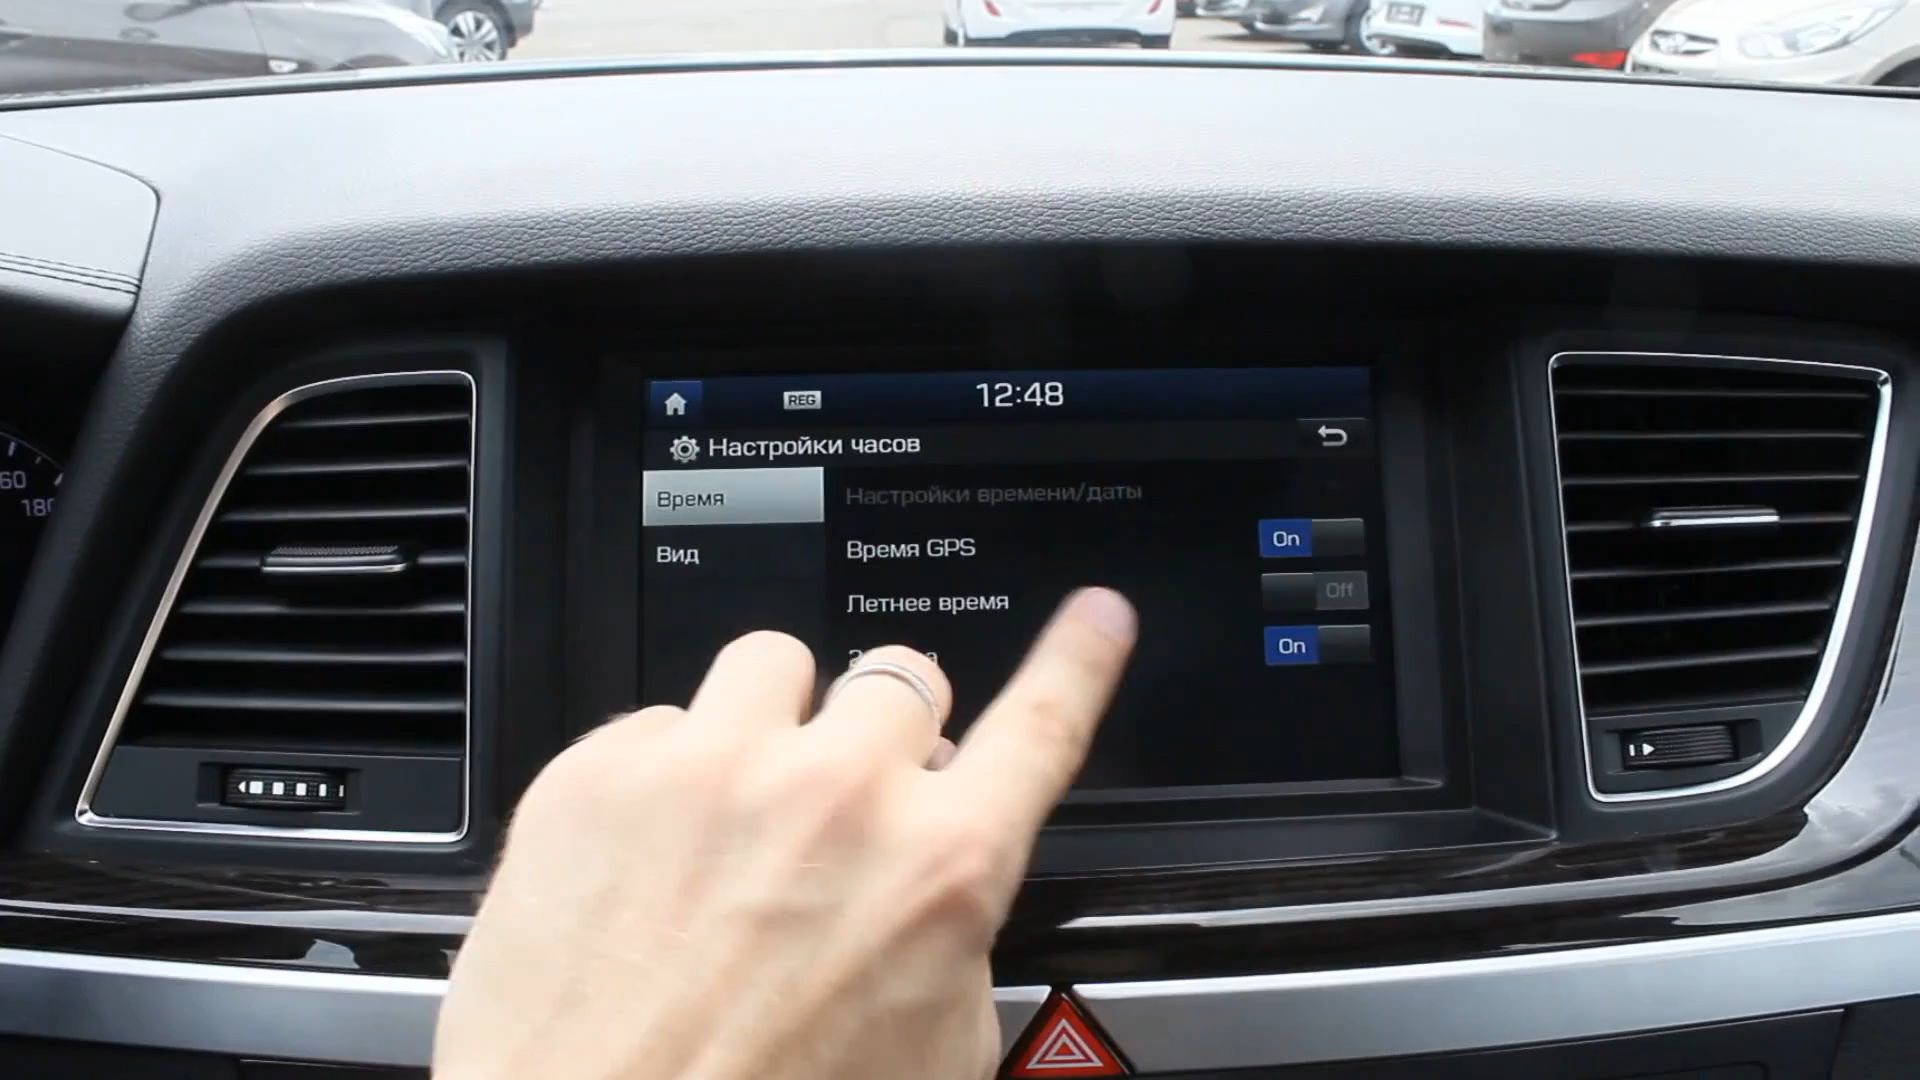 REG
12:48
Настройки часов
Время
Настройки времени/даты
Вид
Время GPS
On
Летнее время
Off
On
60
180